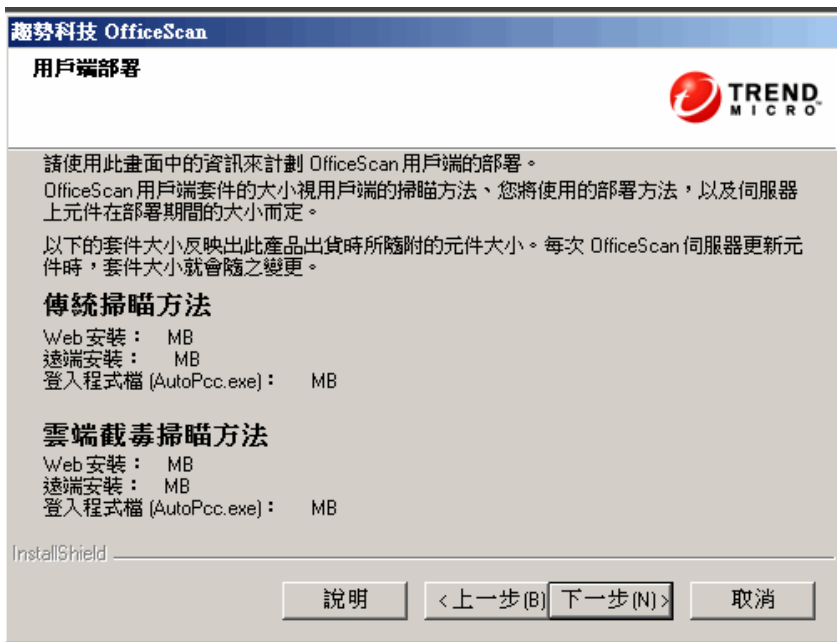 趨勢科技 OfficeScan
用戶端部署
TREND
MICRO
請使用此畫面中的資訊來計劃 OfficeScan 用戶端的部署。
OfficeScan 用戶端套件的大小視用戶端的掃瞄方法、您將使用的部署方法，以及伺服器
上元件在部署期間的大小而定。
以下的套件大小反映出此產品出貨時所隨附的元件大小。每次 OfficeScan 伺服器更新元
件時，套件大小就會隨之變更。
傳統掃瞄方法
Web 安裝： MB
遠端安裝： MB
登入程式檔 (AutoPcc.exe)： MB
雲端截毒掃瞄方法
Web 安裝： MB
遠端安裝： MB
登入程式檔 (AutoPcc.exe)： MB
InstallShield
說明
<上一步(B)
下一步(N)>
取消